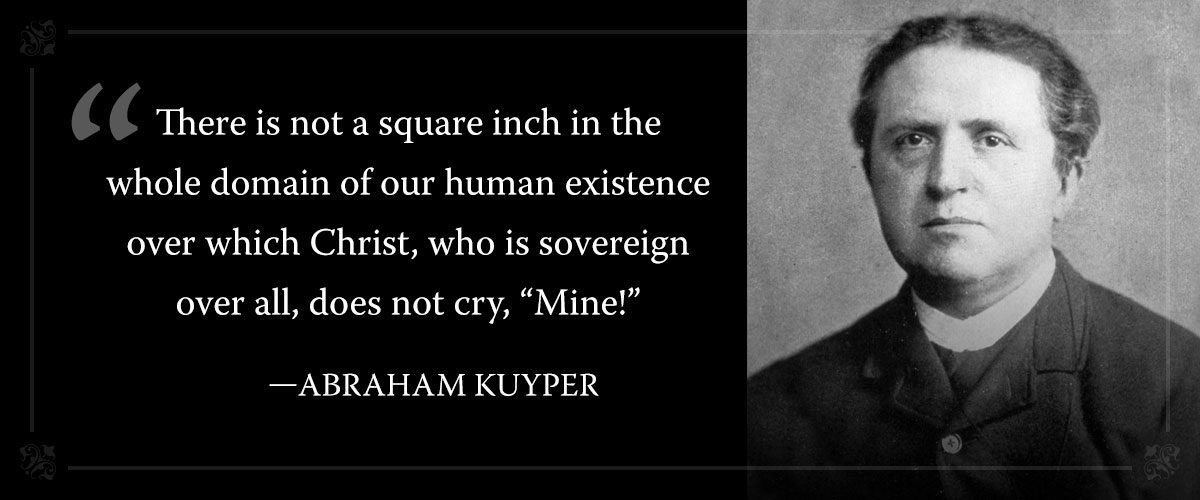 “There is not a square inch in the
whole domain of our human existence
over which Christ, who is sovereign
over all, does not cry, “Mine!”
—ABRAHAM KUYPER